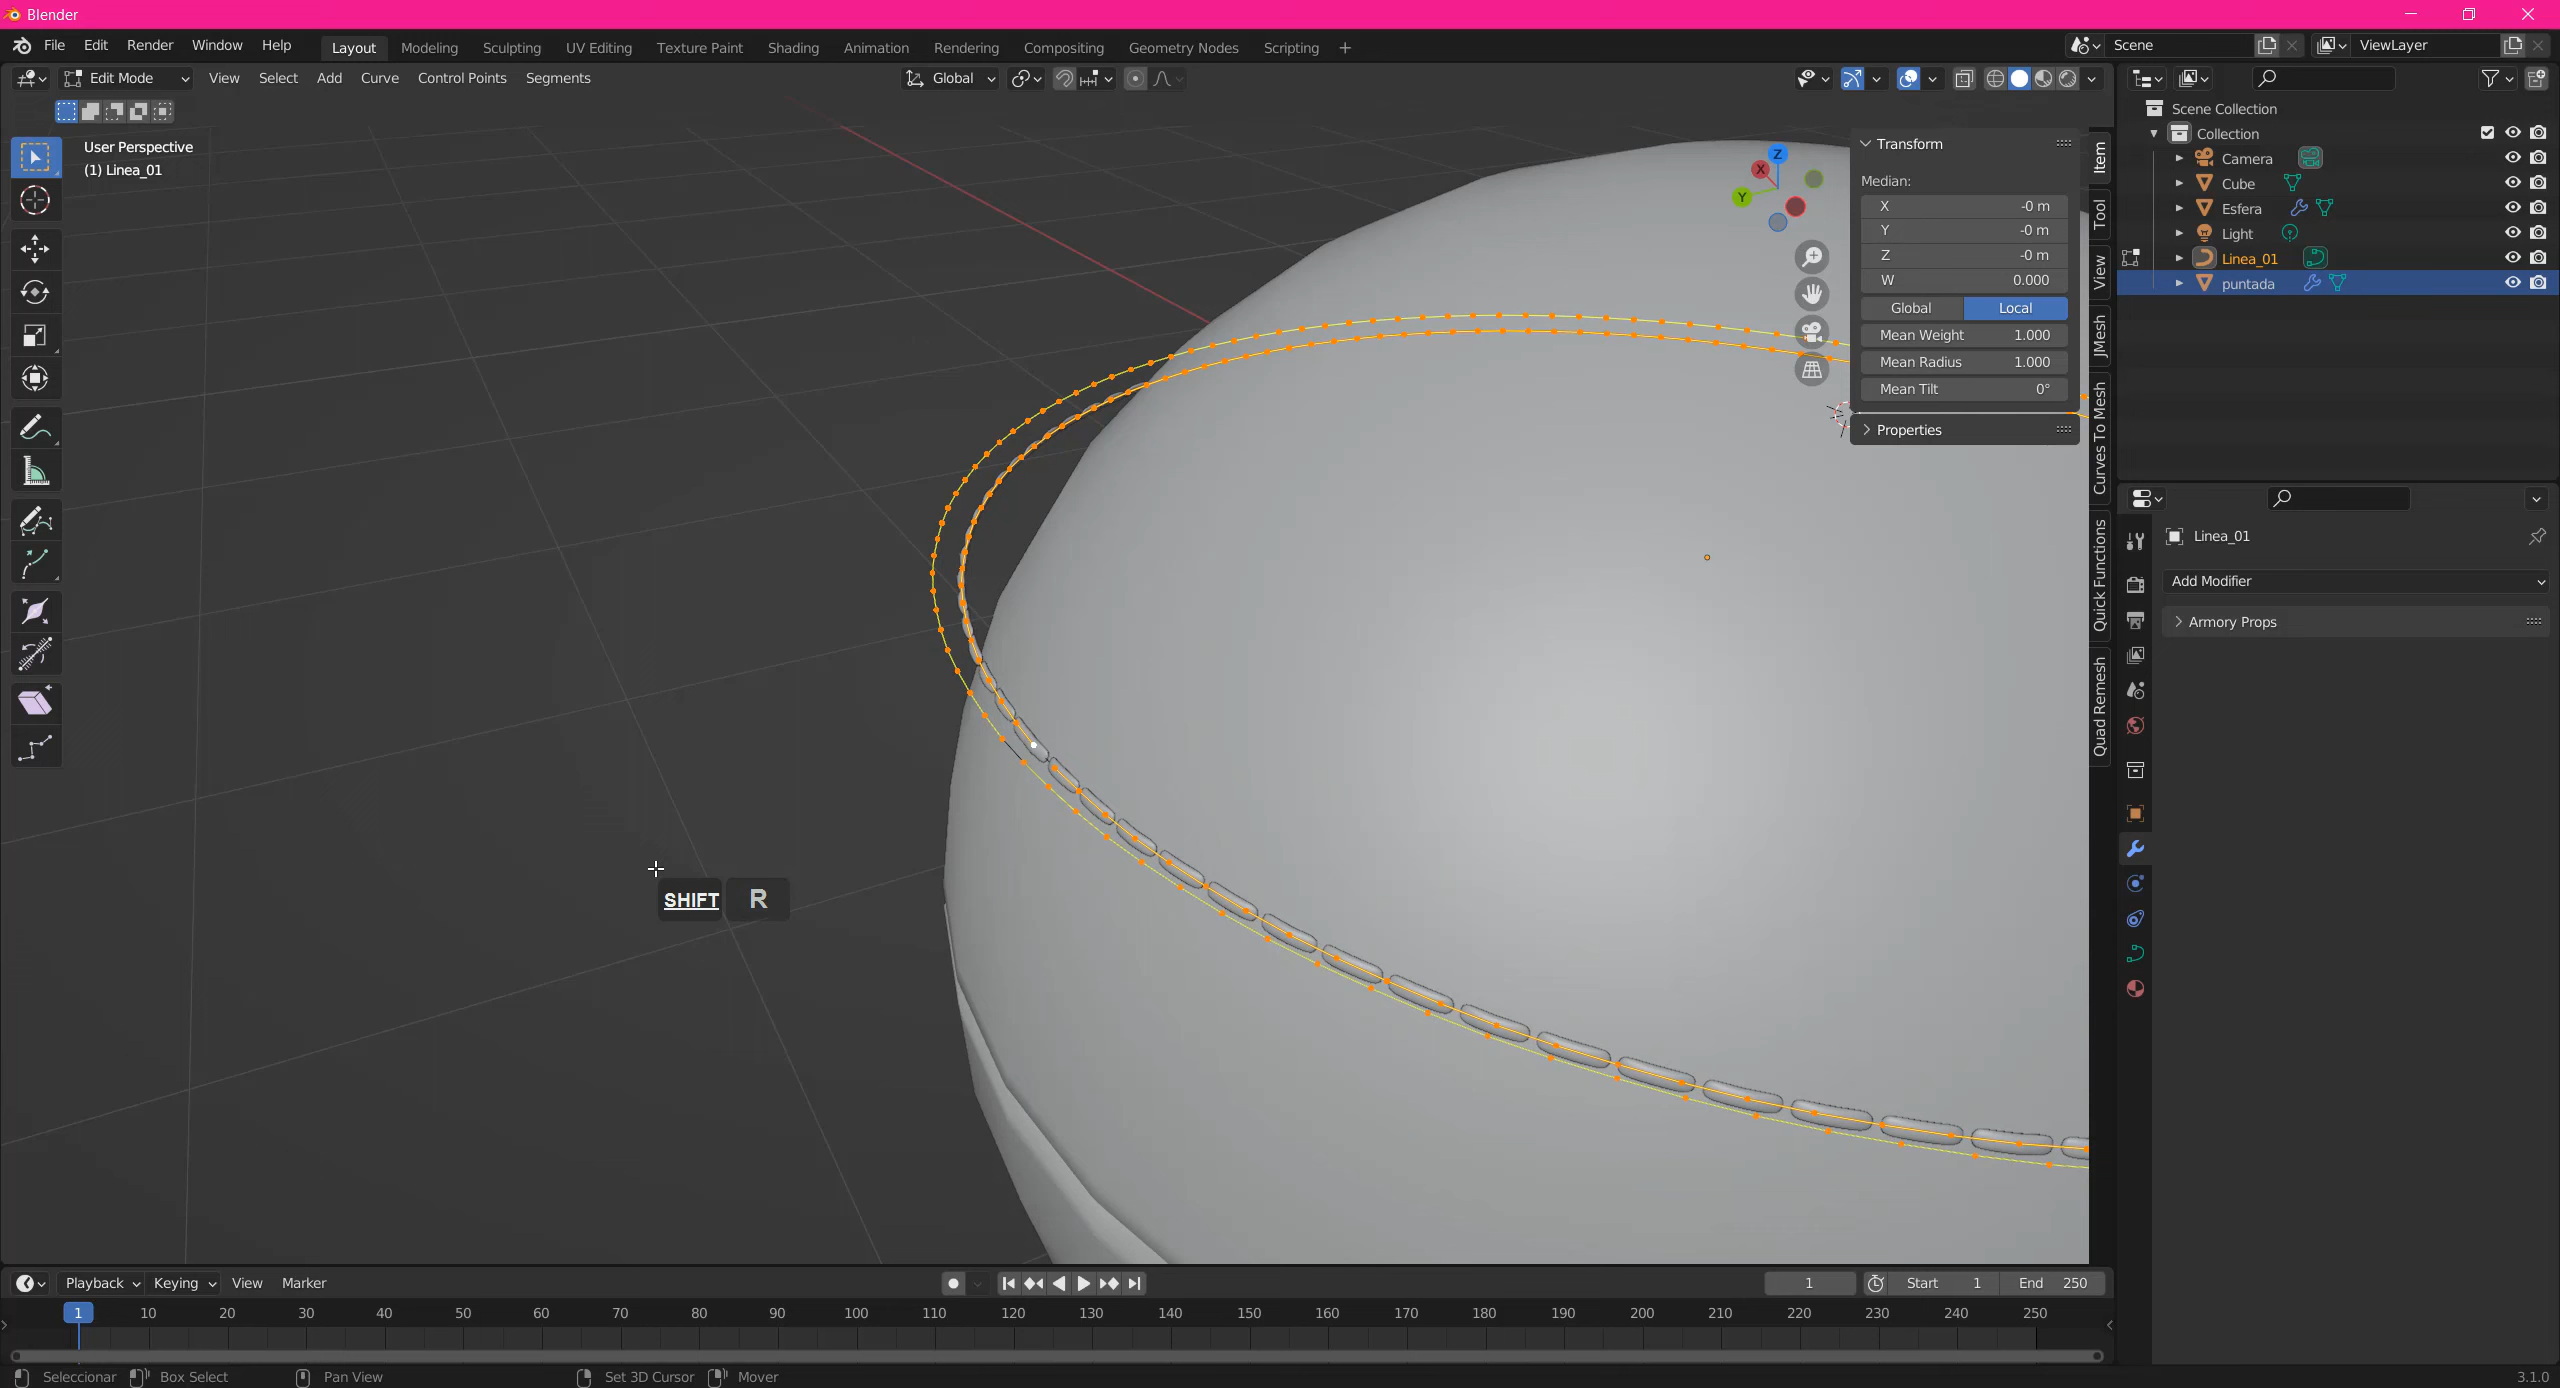 Blender
File Edit Render Window Help Layout Modeling Sculpting UV Editing Texture Paint Shading Animation Rendering Compositing Geometry Nodes Scripting + Scene ViewLayer
Edit Mode View Select Add Curve Control Points Segments Global
Scene Collection
Collection
Camera
Cube
Esfera
Light
Linea_01
puntada
User Perspective
(1) Linea_01
Z
X
Y
Transform
Median:
X -0 m
Y -0 m
Z -0 m
W 0.000
Global Local
Mean Weight 1.000
Mean Radius 1.000
Mean Tilt 0°
Properties
Item
Tool
View
JMesh
Curves To Mesh
Quick Functions
Quad Remesh
Linea_01
Add Modifier
Armory Props
SHIFT R
Playback Keying View Marker 1 Start 1 End 250
1 10 20 30 40 50 60 70 80 90 100 110 120 130 140 150 160 170 180 190 200 210 220 230 240 250
Seleccionar Box Select Pan View Set 3D Cursor Mover 3.1.0